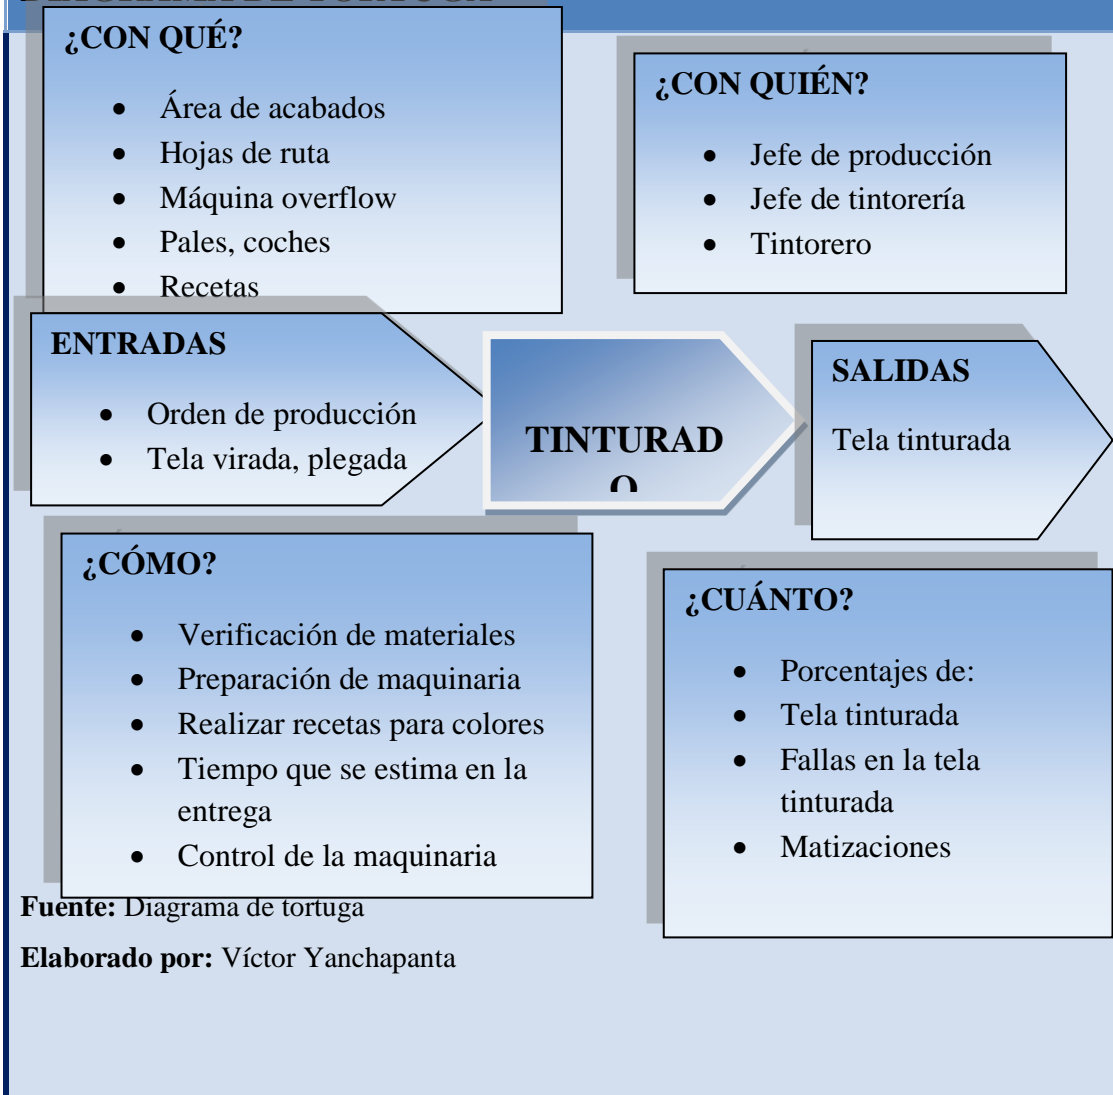 DIAGRAMA DE TORTUGA
¿CON QUÉ?
• Área de acabados
• Hojas de ruta
• Máquina overflow
• Pales, coches
• Recetas
¿CON QUIÉN?
• Jefe de producción
• Jefe de tintorería
• Tintorero
ENTRADAS
• Orden de producción
• Tela virada, plegada
TINTURAD
O
SALIDAS
Tela tinturada
¿CÓMO?
• Verificación de materiales
• Preparación de maquinaria
• Realizar recetas para colores
• Tiempo que se estima en la
entrega
• Control de la maquinaria
¿CUÁNTO?
• Porcentajes de:
• Tela tinturada
• Fallas en la tela
tinturada
• Matizaciones
Fuente: Diagrama de tortuga
Elaborado por: Víctor Yanchapanta